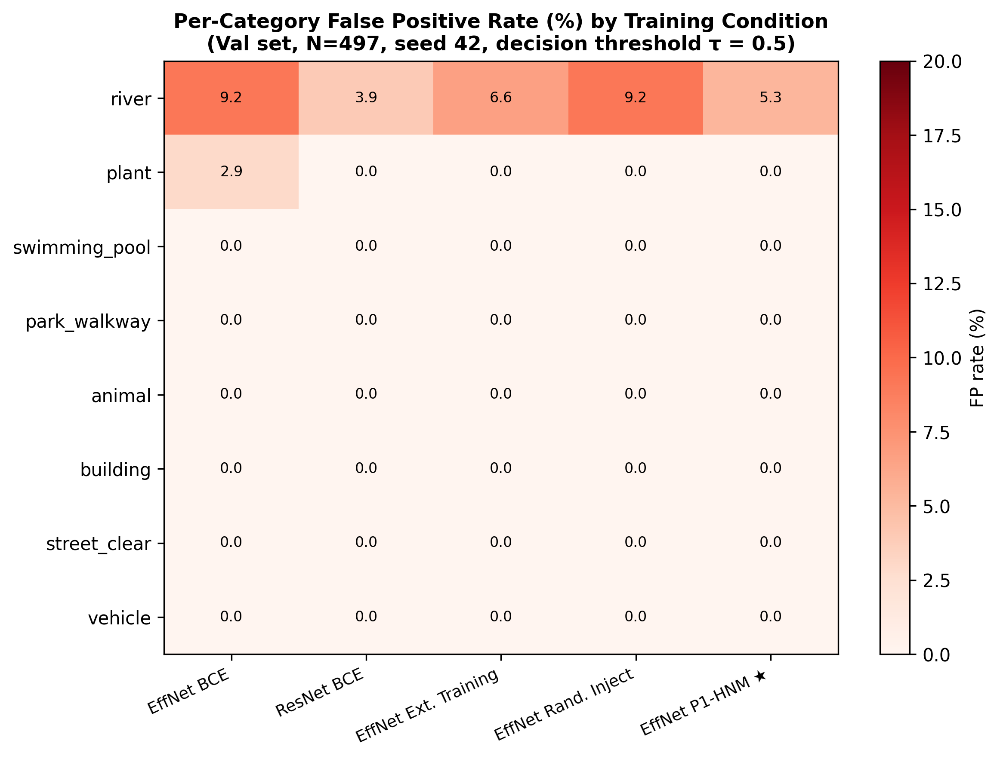 Per-Category False Positive Rate (%) by Training Condition
(Val set, N=497, seed 42, decision threshold τ = 0.5)
river 9.2 3.9 6.6 9.2 5.3
plant 2.9 0.0 0.0 0.0 0.0
swimming_pool 0.0 0.0 0.0 0.0 0.0
park_walkway 0.0 0.0 0.0 0.0 0.0
animal 0.0 0.0 0.0 0.0 0.0
building 0.0 0.0 0.0 0.0 0.0
street_clear 0.0 0.0 0.0 0.0 0.0
vehicle 0.0 0.0 0.0 0.0 0.0
EffNet BCE
ResNet BCE
EffNet Ext. Training
EffNet Rand. Inject
EffNet P1-HNM ★
20.0
17.5
15.0
12.5
10.0
7.5
5.0
2.5
0.0
FP rate (%)